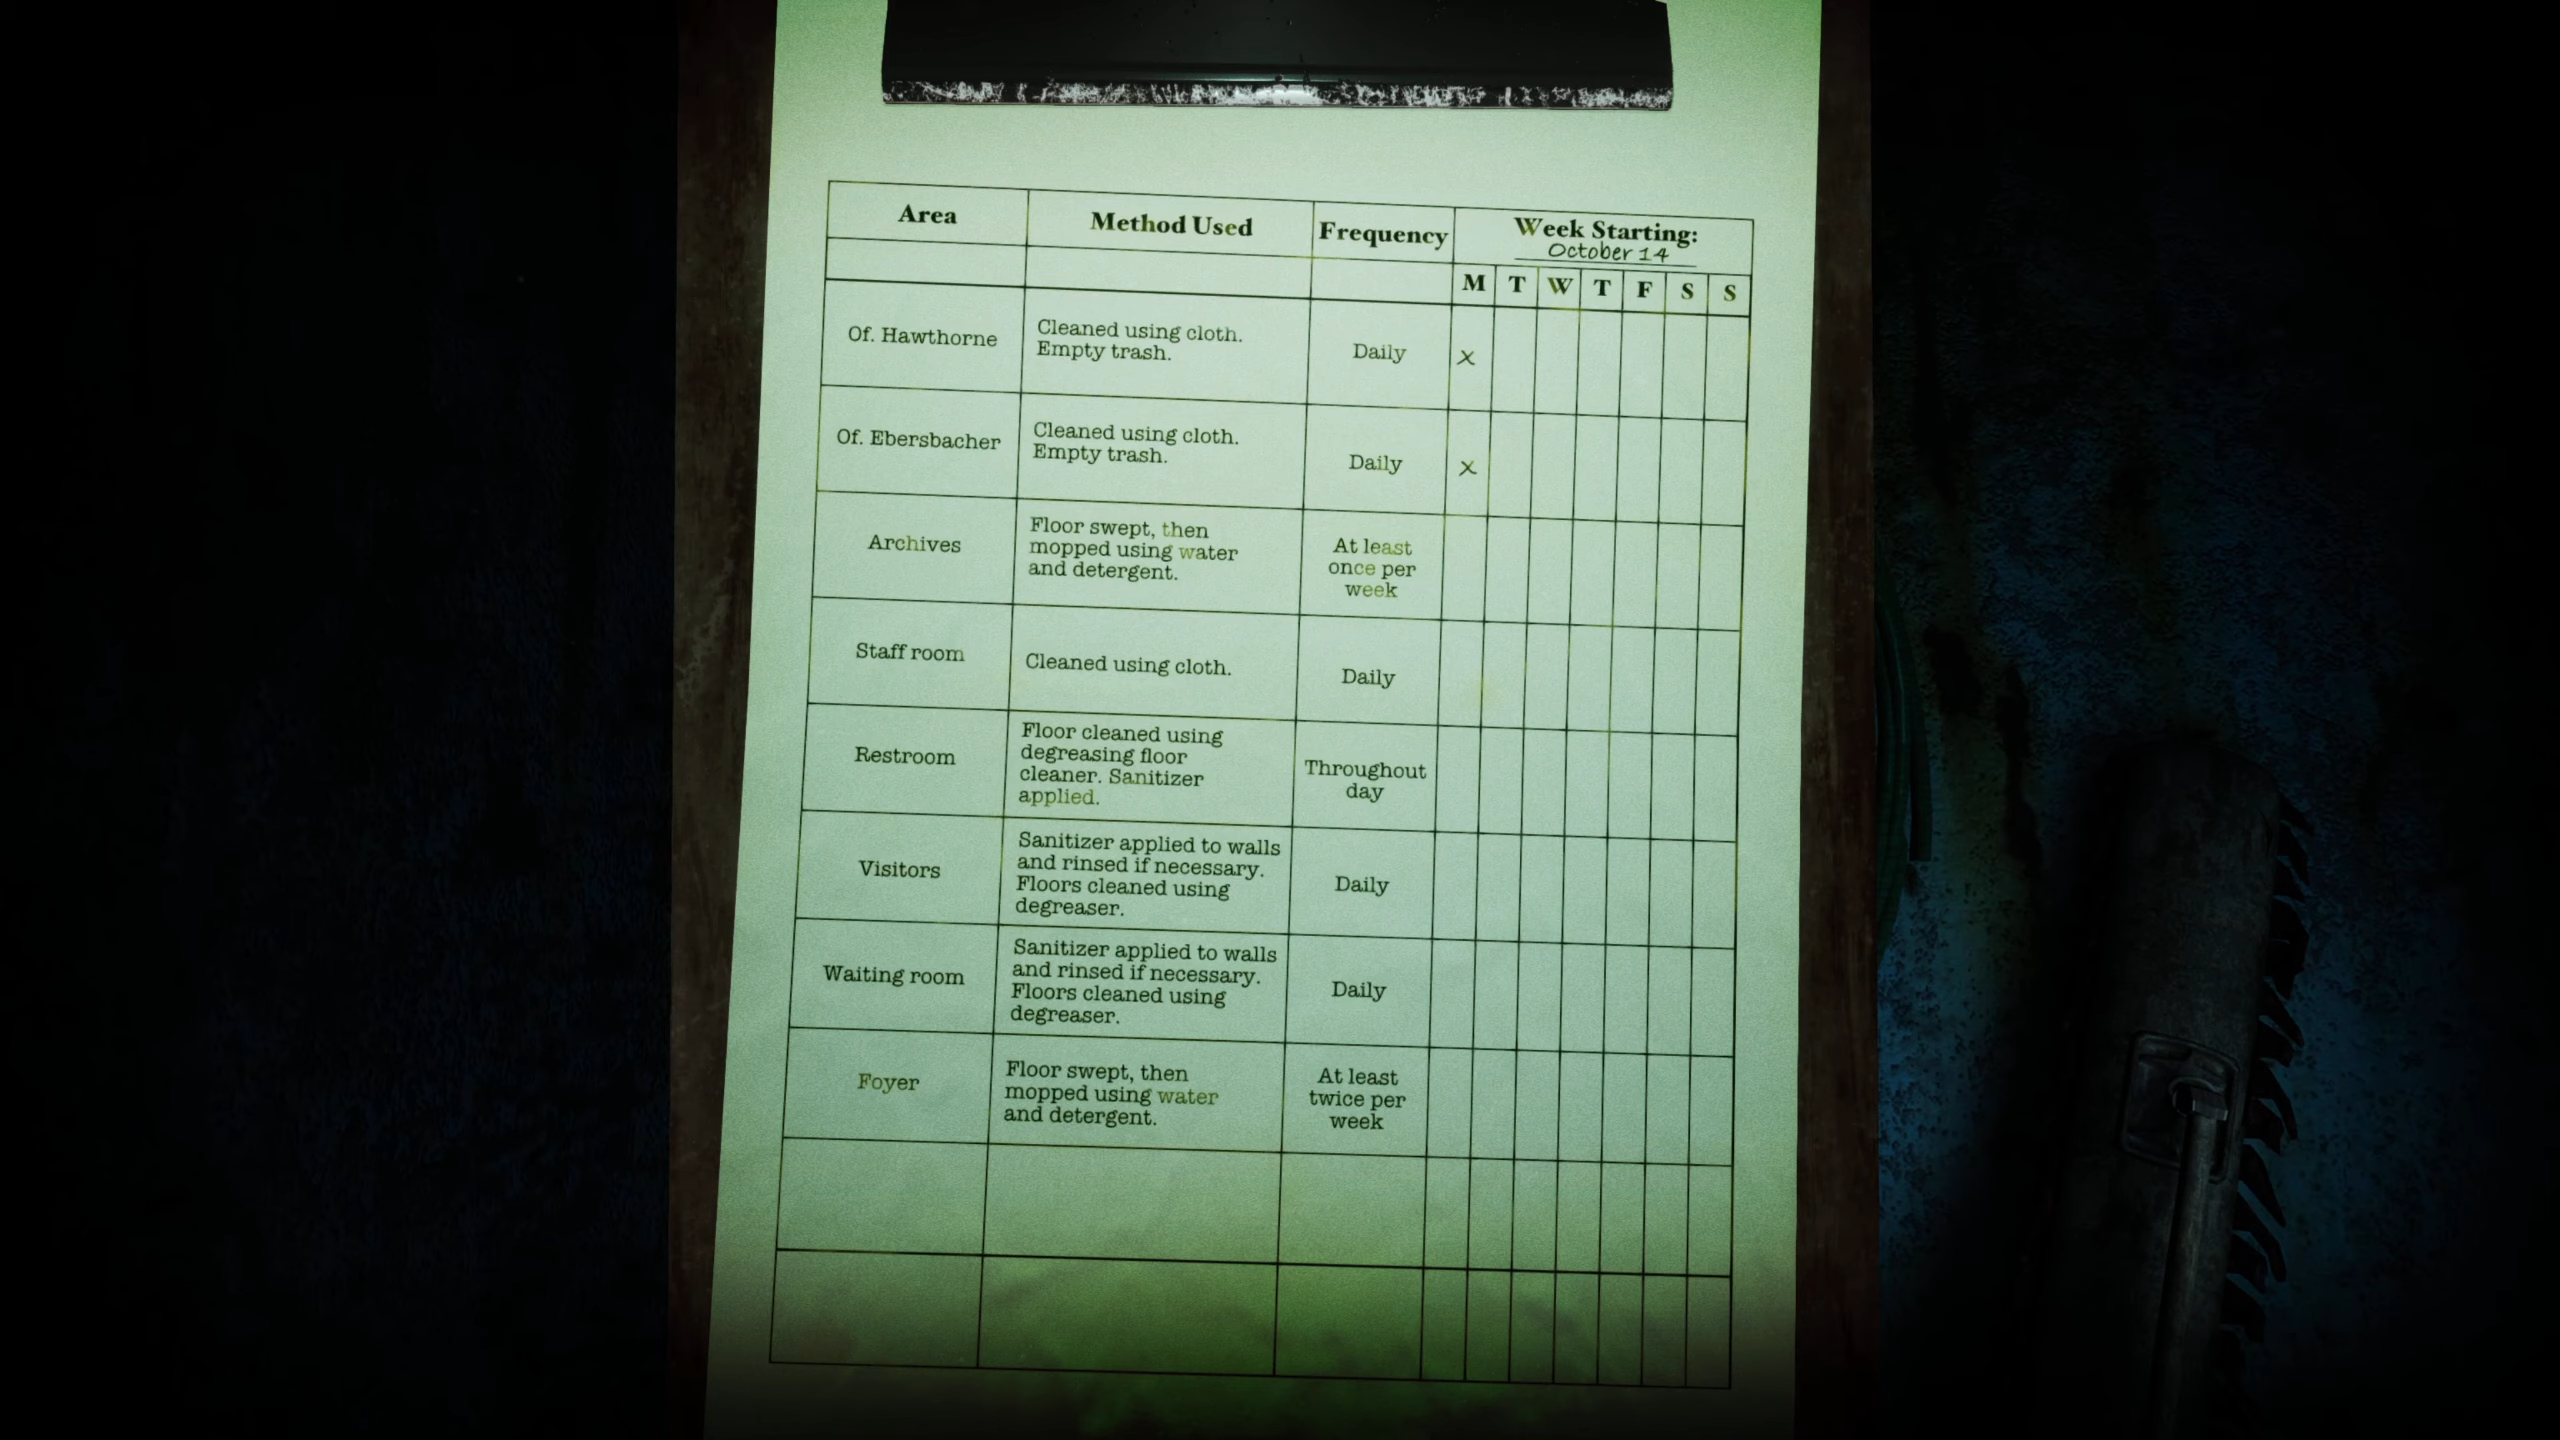 Area
Method Used
Frequency
Week Starting:
October 14
M T W T F S S
Of. Hawthorne
Cleaned using cloth.
Empty trash.
Daily
x
Of. Ebersbacher
Cleaned using cloth.
Empty trash.
Daily
x
Archives
Floor swept, then
mopped using water
and detergent.
At least
once per
week
Staff room
Cleaned using cloth.
Daily
Restroom
Floor cleaned using
degreasing floor
cleaner. Sanitizer
applied.
Throughout
day
Visitors
Sanitizer applied to walls
and rinsed if necessary.
Floors cleaned using
degreaser.
Daily
Waiting room
Sanitizer applied to walls
and rinsed if necessary.
Floors cleaned using
degreaser.
Daily
Foyer
Floor swept, then
mopped using water
and detergent.
At least
twice per
week